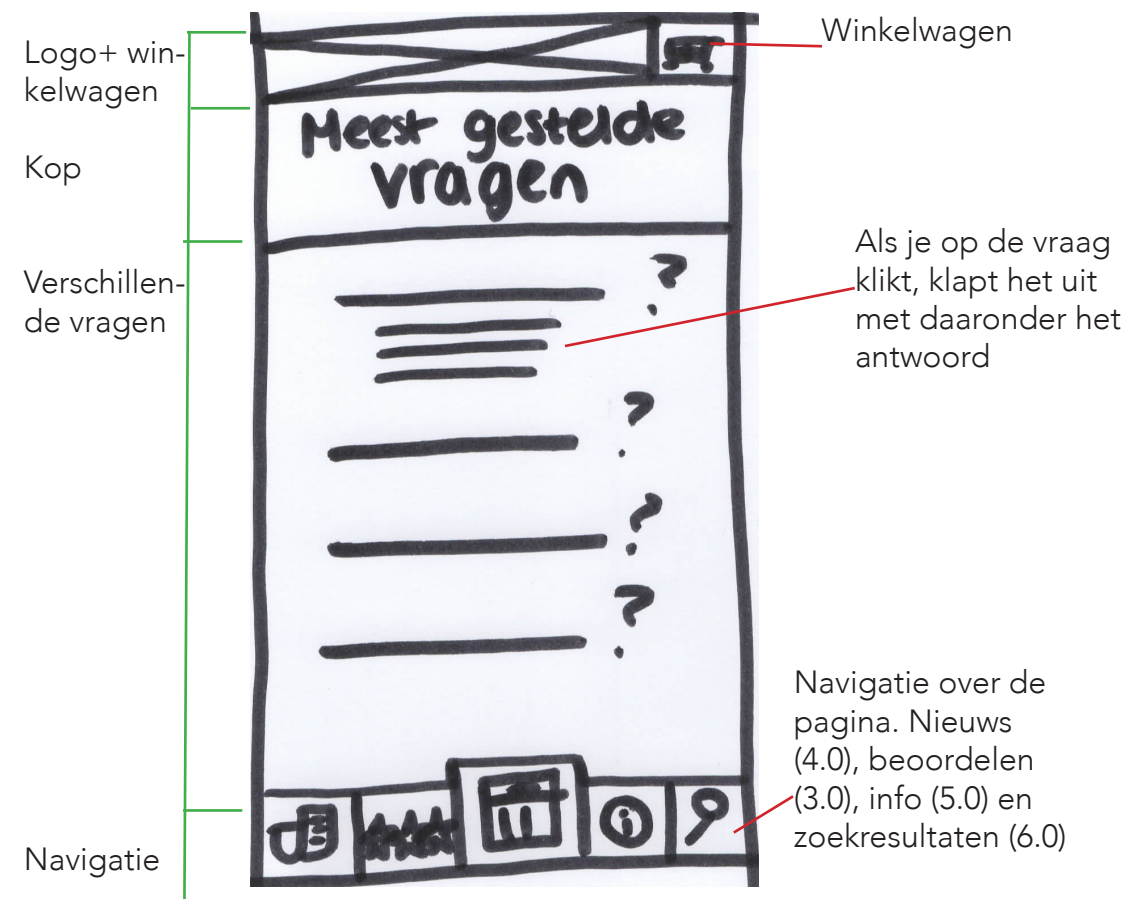 Logo+ win-
kelwagen
Winkelwagen
Kop
Meest gestelde
vragen
Verschillen-
de vragen
?
Als je op de vraag
klikt, klapt het uit
met daaronder het
antwoord
?
?
?
Navigatie over de
pagina. Nieuws
(4.0), beoordelen
(3.0), info (5.0) en
zoekresultaten (6.0)
i
Navigatie